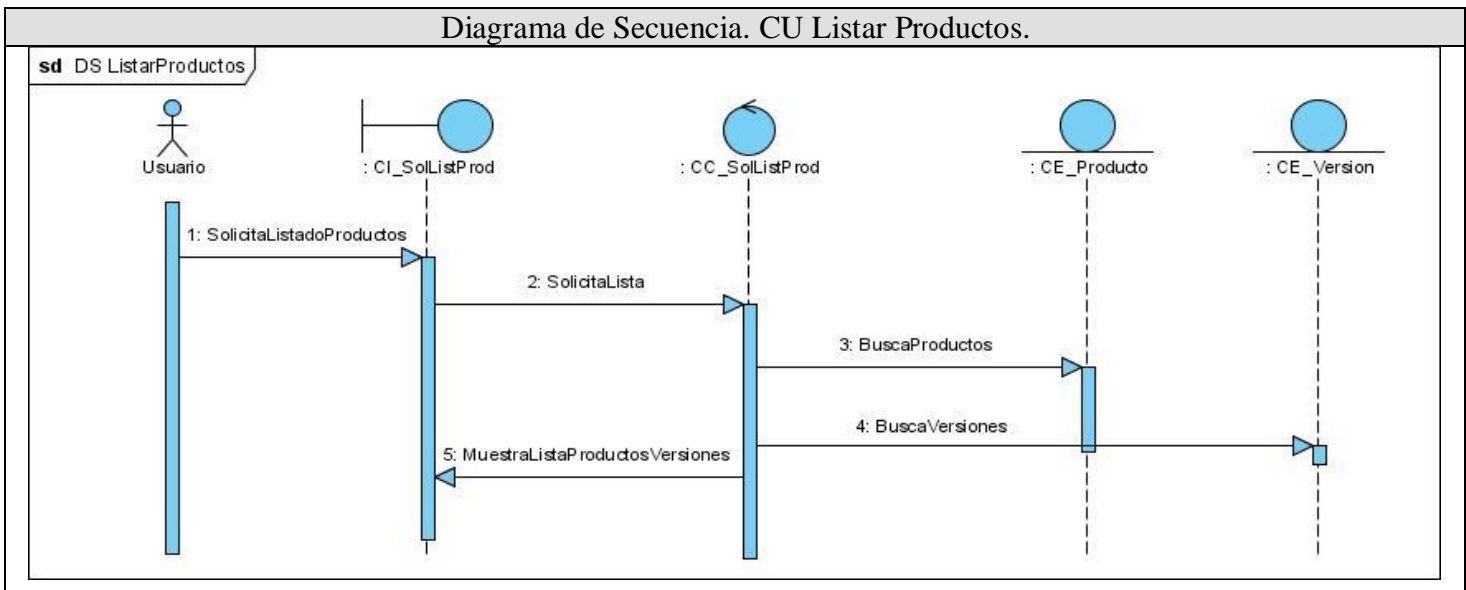 Diagrama de Secuencia. CU Listar Productos.
sd DS ListarProductos
Usuario
: CI_SolListProd
: CC_SolListProd
: CE_Producto
: CE_Version
1: SolicitaListadoProductos
2: SolicitaLista
3: BuscaProductos
4: BuscaVersiones
5: MuestraListaProductosVersiones